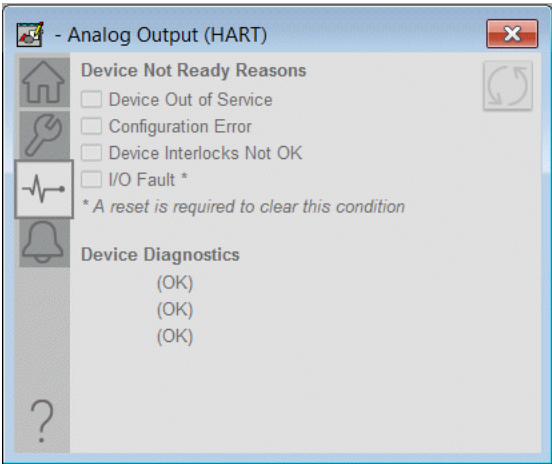 - Analog Output (HART)
Device Not Ready Reasons
Device Out of Service
Configuration Error
Device Interlocks Not OK
I/O Fault *
* A reset is required to clear this condition
Device Diagnostics
(OK)
(OK)
(OK)
?